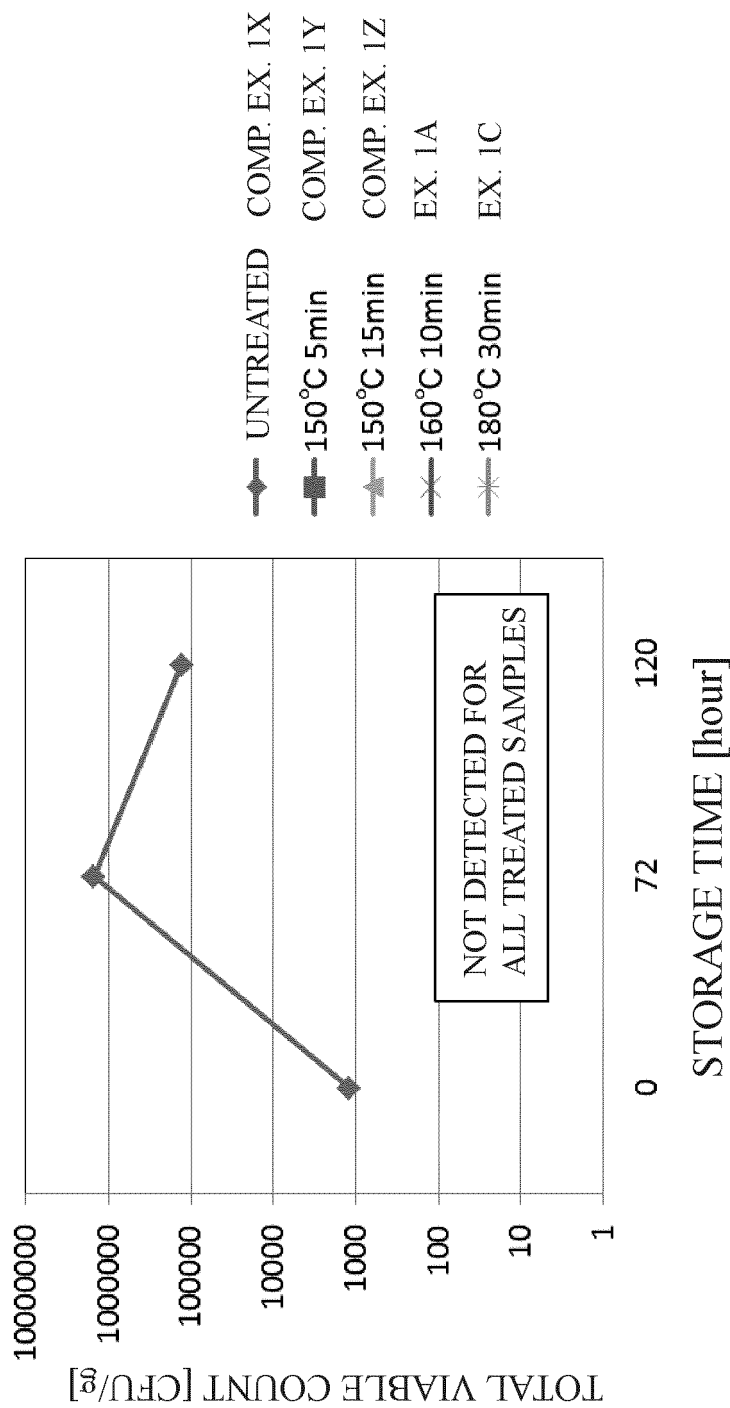 TOTAL VIABLE COUNT [CFU/g]
10000000
1000000
100000
10000
1000
100
10
1
NOT DETECTED FOR
ALL TREATED SAMPLES
0
72
120
STORAGE TIME [hour]
UNTREATED COMP. EX. 1X
150°C 5min COMP. EX. 1Y
150°C 15min COMP. EX. 1Z
160°C 10min EX. 1A
180°C 30min EX. 1C